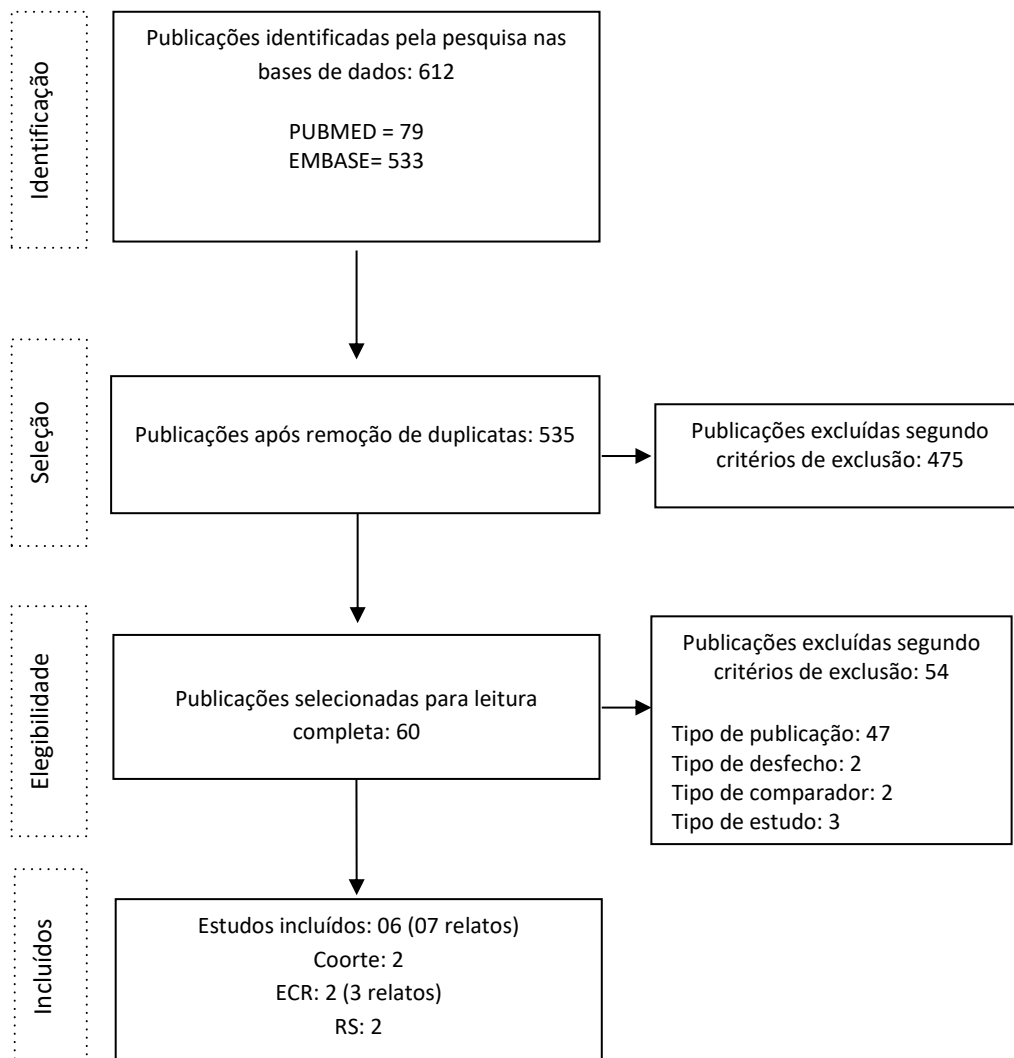 Identificação
Publicações identificadas pela pesquisa nas
bases de dados: 612
PUBMED = 79
EMBASE= 533
Seleção
Publicações após remoção de duplicatas: 535
Publicações excluídas segundo
critérios de exclusão: 475
Elegibilidade
Publicações selecionadas para leitura
completa: 60
Publicações excluídas segundo
critérios de exclusão: 54
Tipo de publicação: 47
Tipo de desfecho: 2
Tipo de comparador: 2
Tipo de estudo: 3
Incluídos
Estudos incluídos: 06 (07 relatos)
Coorte: 2
ECR: 2 (3 relatos)
RS: 2